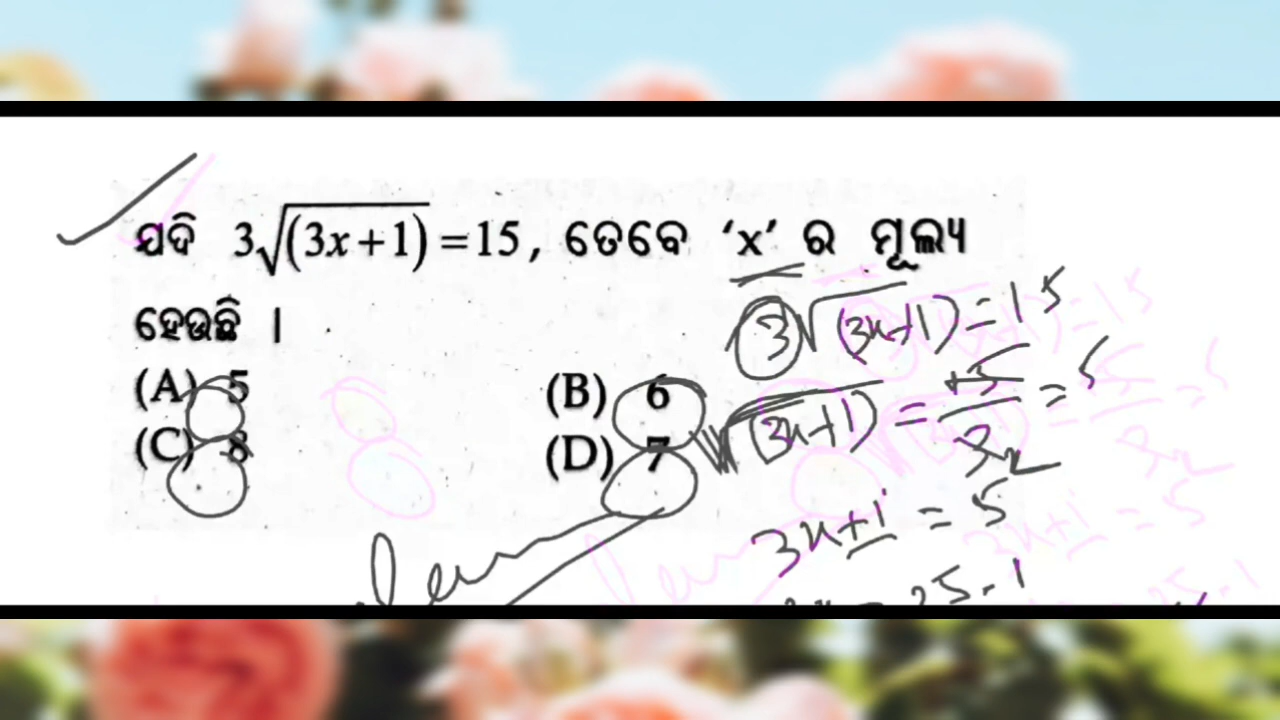 ଯଦି 3√(3x+1) = 15, ତେବେ ‘x’ ର ମୂଲ୍ୟ
ହେଉଛି ।
(A) 5 (B) 6
(C) 8 (D) 7
3√(3x+1) = 15
√(3x+1) = 15/3 = 5
3x+1 = 5
25-1